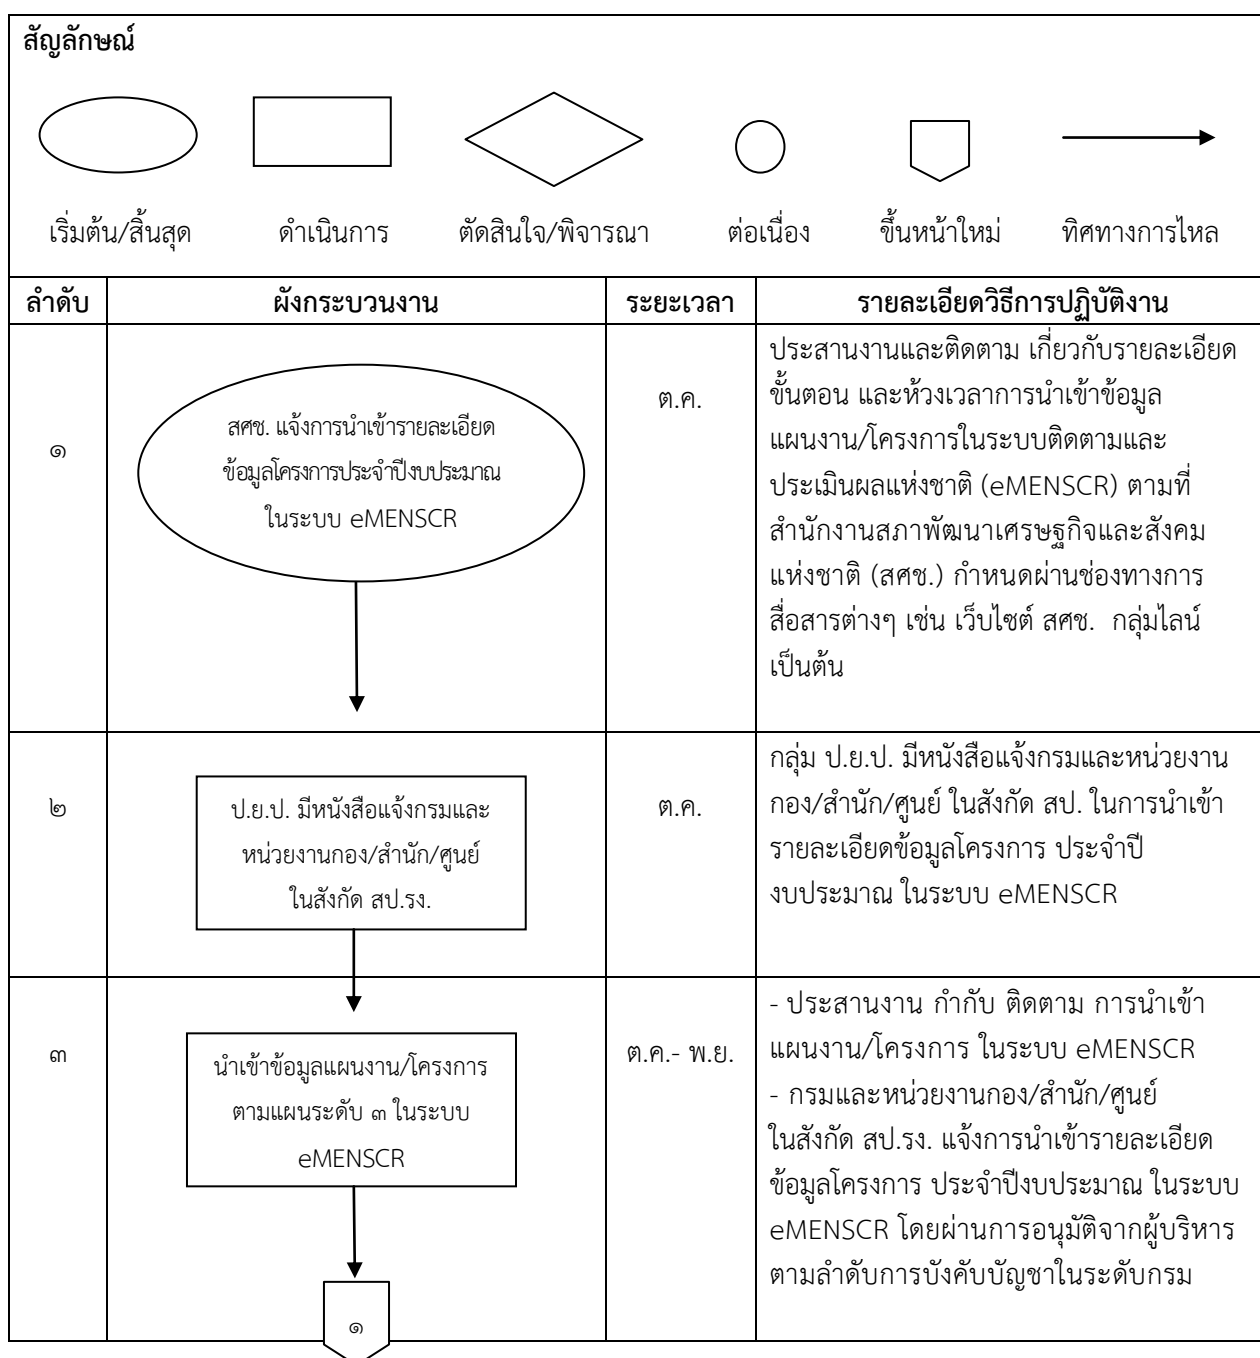 สัญลักษณ์
เริ่มต้น/สิ้นสุด ดำเนินการ ตัดสินใจ/พิจารณา ต่อเนื่อง ขึ้นหน้าใหม่ ทิศทางการไหล
ลำดับ ผังกระบวนงาน ระยะเวลา รายละเอียดวิธีการปฏิบัติงาน
๑
สศช. แจ้งการนำเข้ารายละเอียด
ข้อมูลโครงการประจำปีงบประมาณ
ในระบบ eMENSCR
ต.ค.
ประสานงานและติดตาม เกี่ยวกับรายละเอียด
ขั้นตอน และห้วงเวลาการนำเข้าข้อมูล
แผนงาน/โครงการในระบบติดตามและ
ประเมินผลแห่งชาติ (eMENSCR) ตามที่
สำนักงานสภาพัฒนาเศรษฐกิจและสังคม
แห่งชาติ (สศช.) กำหนดผ่านช่องทางการ
สื่อสารต่างๆ เช่น เว็บไซต์ สศช. กลุ่มไลน์
เป็นต้น
๒
ป.ย.ป. มีหนังสือแจ้งกรมและ
หน่วยงานกอง/สำนัก/ศูนย์
ในสังกัด สป.รง.
ต.ค.
กลุ่ม ป.ย.ป. มีหนังสือแจ้งกรมและหน่วยงาน
กอง/สำนัก/ศูนย์ ในสังกัด สป. ในการนำเข้า
รายละเอียดข้อมูลโครงการ ประจำปี
งบประมาณ ในระบบ eMENSCR
๓
นำเข้าข้อมูลแผนงาน/โครงการ
ตามแผนระดับ ๓ ในระบบ
eMENSCR
๑
ต.ค.- พ.ย.
- ประสานงาน กำกับ ติดตาม การนำเข้า
แผนงาน/โครงการ ในระบบ eMENSCR
- กรมและหน่วยงานกอง/สำนัก/ศูนย์
ในสังกัด สป.รง. แจ้งการนำเข้ารายละเอียด
ข้อมูลโครงการ ประจำปีงบประมาณ ในระบบ
eMENSCR โดยผ่านการอนุมัติจากผู้บริหาร
ตามลำดับการบังคับบัญชาในระดับกรม